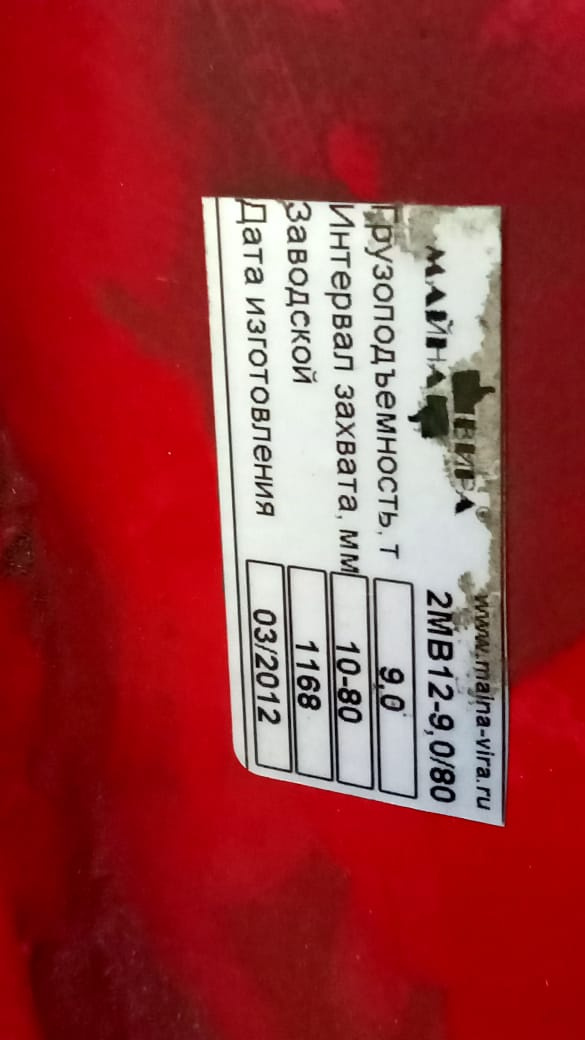 www.maina-vira.ru
МАЙНА ВИРА
2МВ12-9,0/80
Грузоподъемность, т 9,0
Интервал захвата, мм 10-80
Заводской 1168
Дата изготовления 03/2012